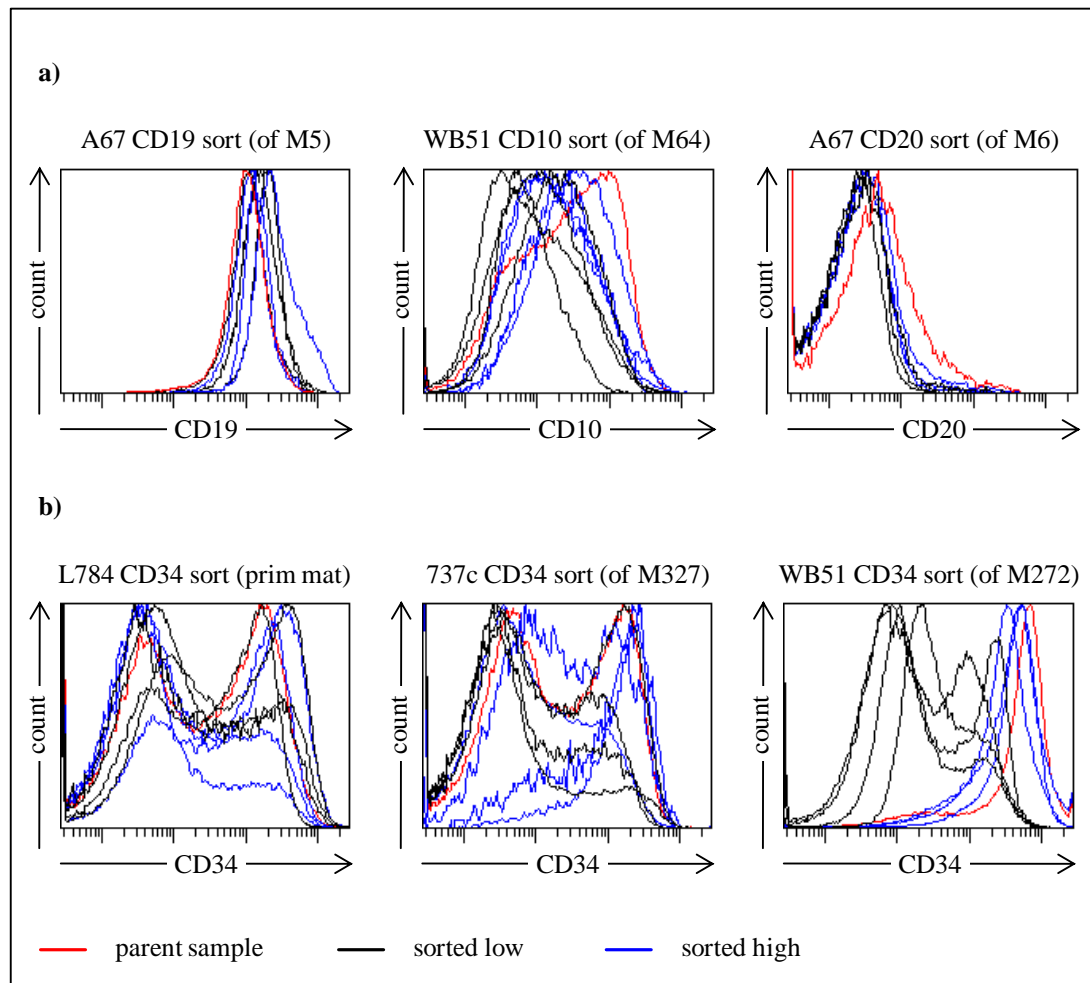 a)
A67 CD19 sort (of M5)
WB51 CD10 sort (of M64)
A67 CD20 sort (of M6)
count
count
count
CD19
CD10
CD20
b)
L784 CD34 sort (prim mat)
737c CD34 sort (of M327)
WB51 CD34 sort (of M272)
count
count
count
CD34
CD34
CD34
parent sample
sorted low
sorted high